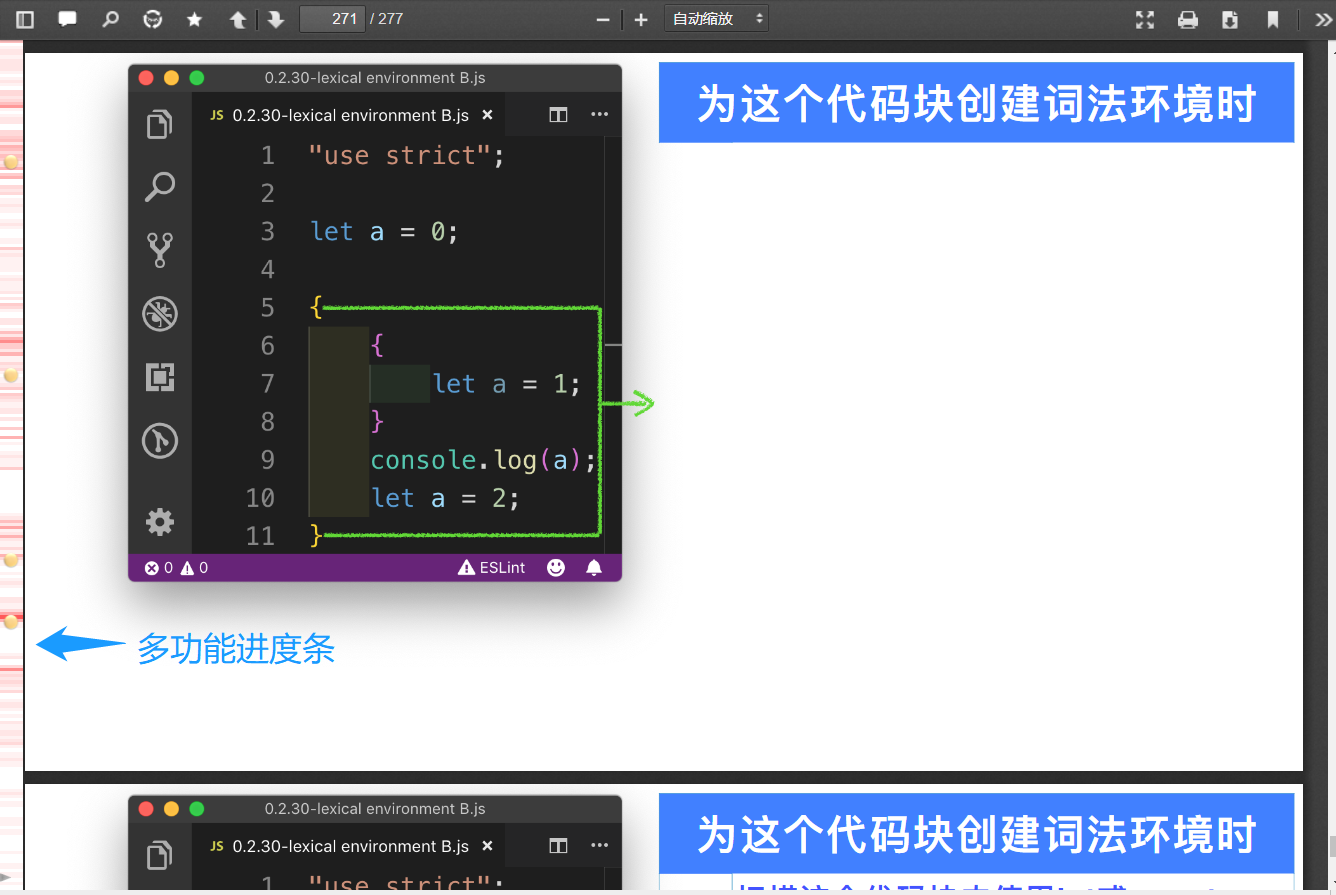 271 / 277
自动缩放
0.2.30-lexical environment B.js
JS 0.2.30-lexical environment B.js
1 "use strict";
2
3 let a = 0;
4
5 {
6 {
7 let a = 1;
8 }
9 console.log(a);
10 let a = 2;
11 }
0 0 ESLint
为这个代码块创建词法环境时
多功能进度条
0.2.30-lexical environment B.js
JS 0.2.30-lexical environment B.js
1 "use strict";
为这个代码块创建词法环境时